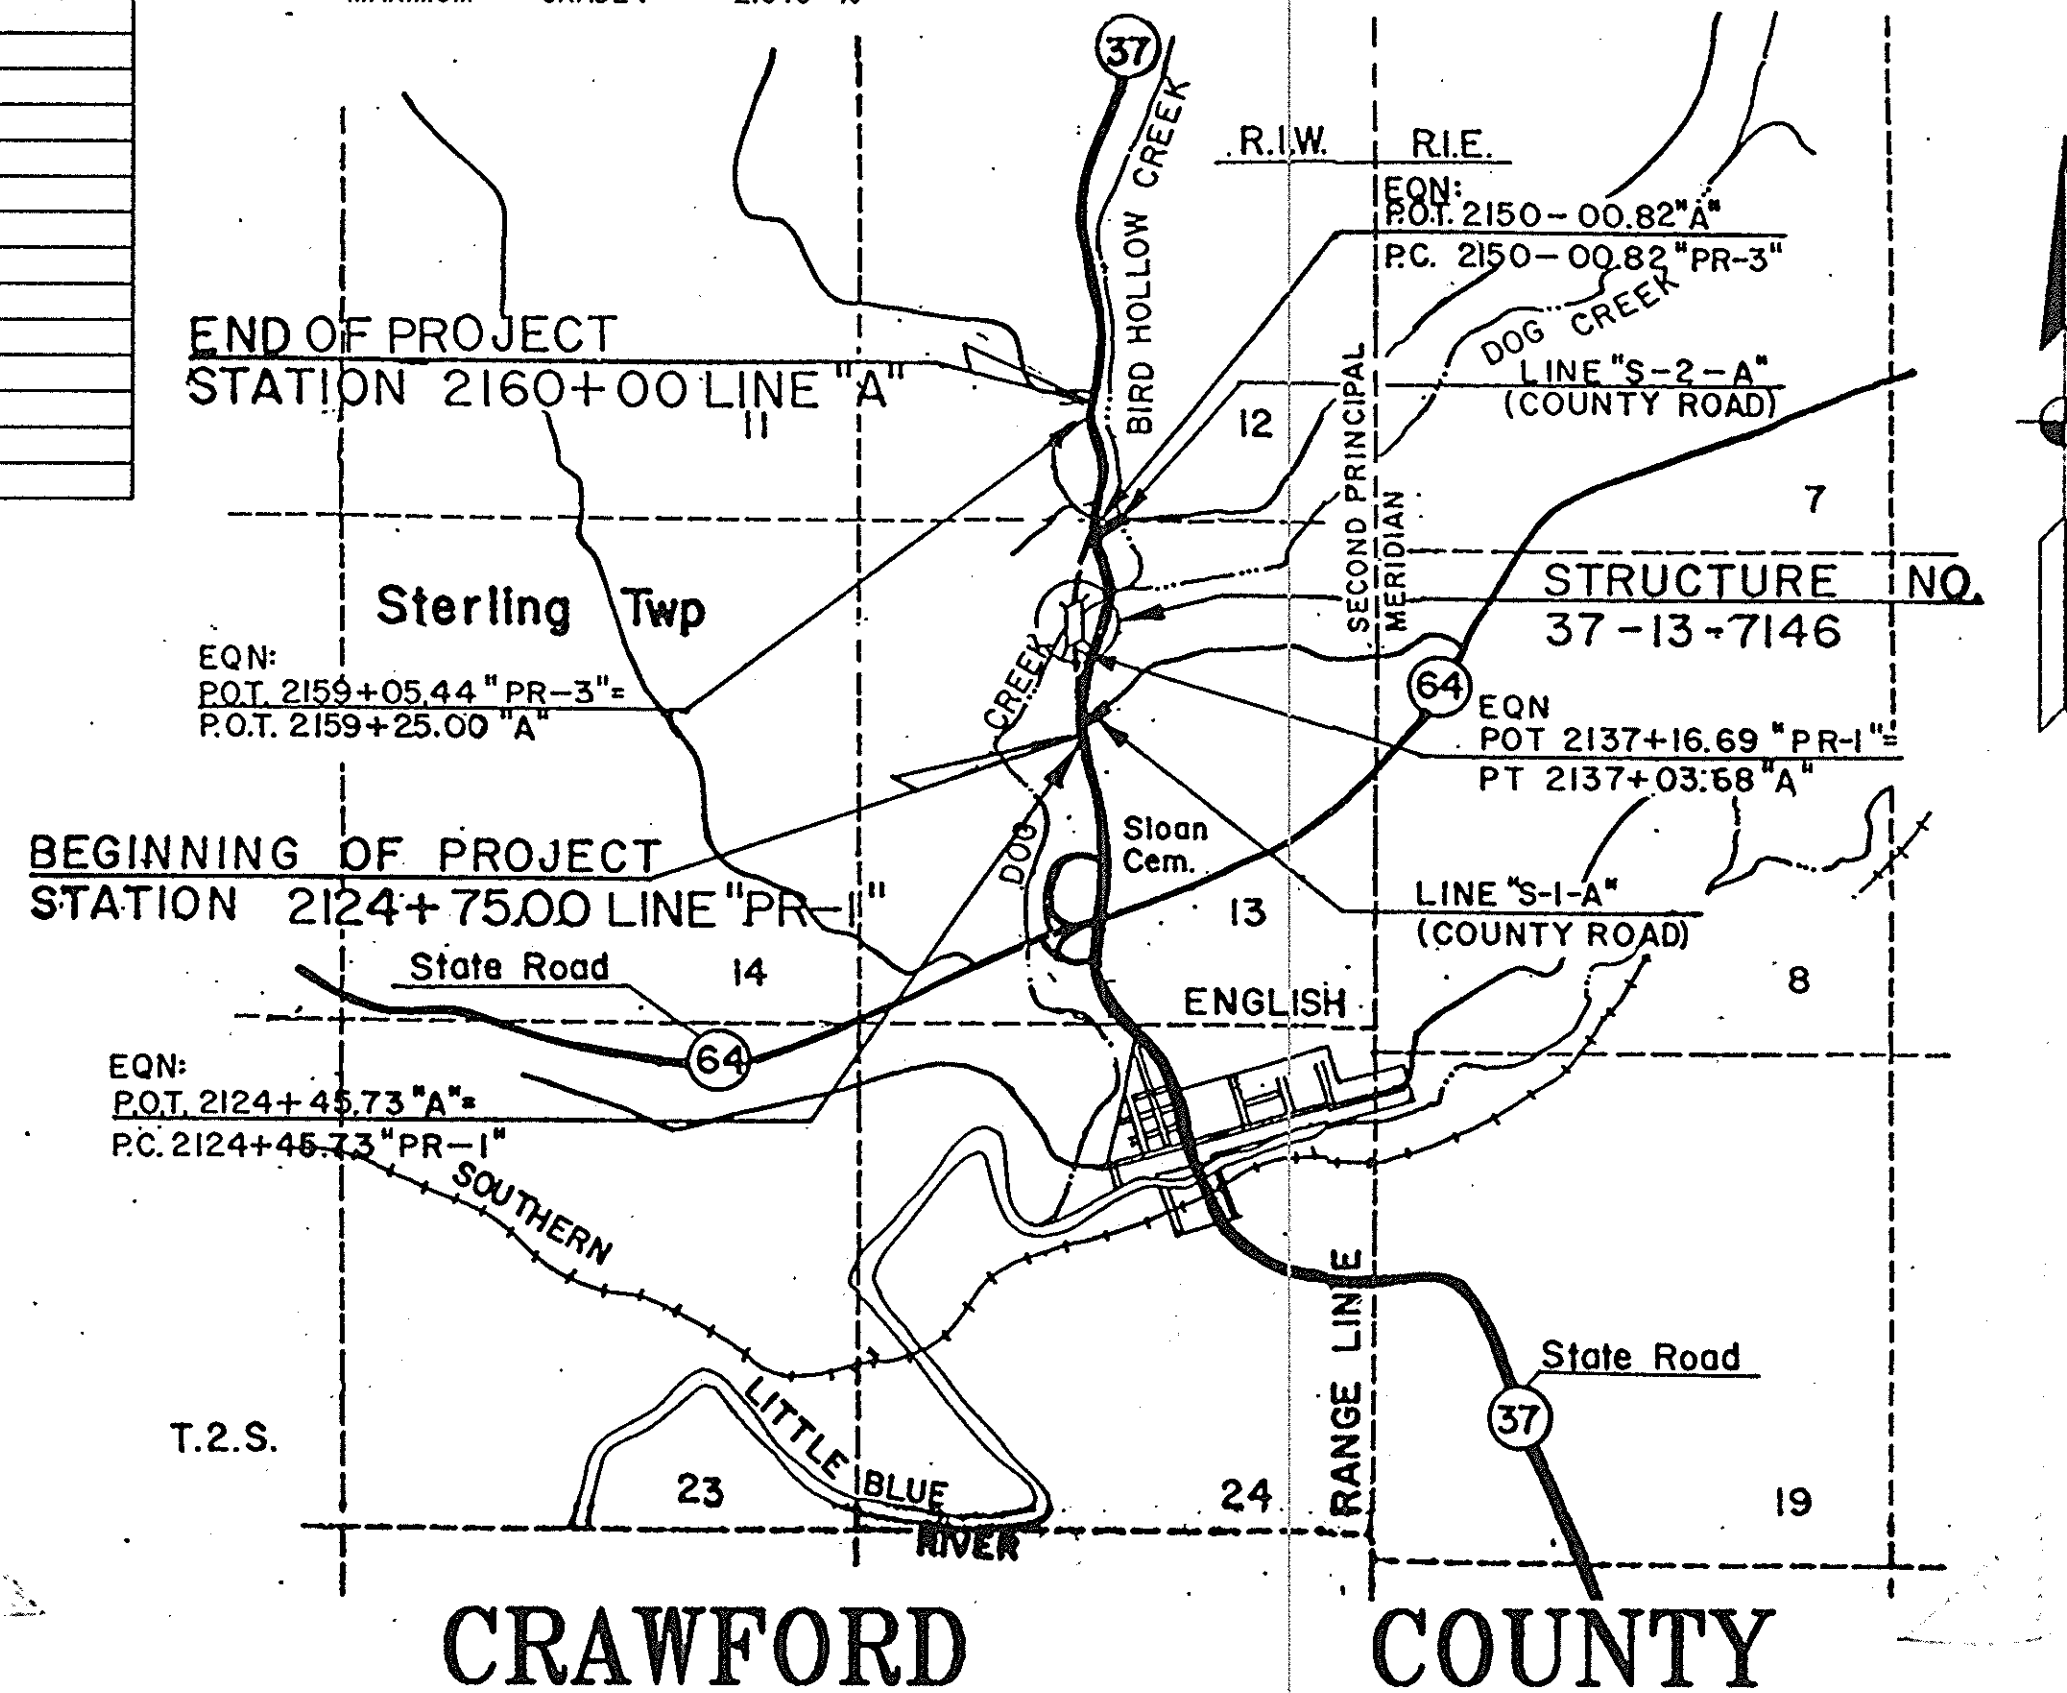 37
BIRD HOLLOW CREEK
R.I.W. R.I.E.
EQN:
P.O.T. 2150-00.82"A"
P.C. 2150-00.82"PR-3"
DOG CREEK
LINE "S-2-A"
(COUNTY ROAD)
END OF PROJECT
STATION 2160+00 LINE "A"
11
12
7
SECOND PRINCIPAL
MERIDIAN
STRUCTURE NO.
37-13-7146
Sterling Twp
EQN:
P.O.T. 2159+05.44 "PR-3"=
P.O.T. 2159+25.00 "A"
64
EQN
POT 2137+16.69 "PR-1"=
PT 2137+03.68 "A"
DOG CREEK
Sloan
Cem.
BEGINNING OF PROJECT
STATION 2124+75.00 LINE "PR-1"
13
LINE "S-1-A"
(COUNTY ROAD)
State Road
14
8
ENGLISH
64
EQN:
P.O.T. 2124+45.73 "A"=
P.C. 2124+45.73 "PR-1"
SOUTHERN
RANGE LINE
State Road
37
T.2.S.
LITTLE BLUE
RIVER
23
24
19
CRAWFORD COUNTY